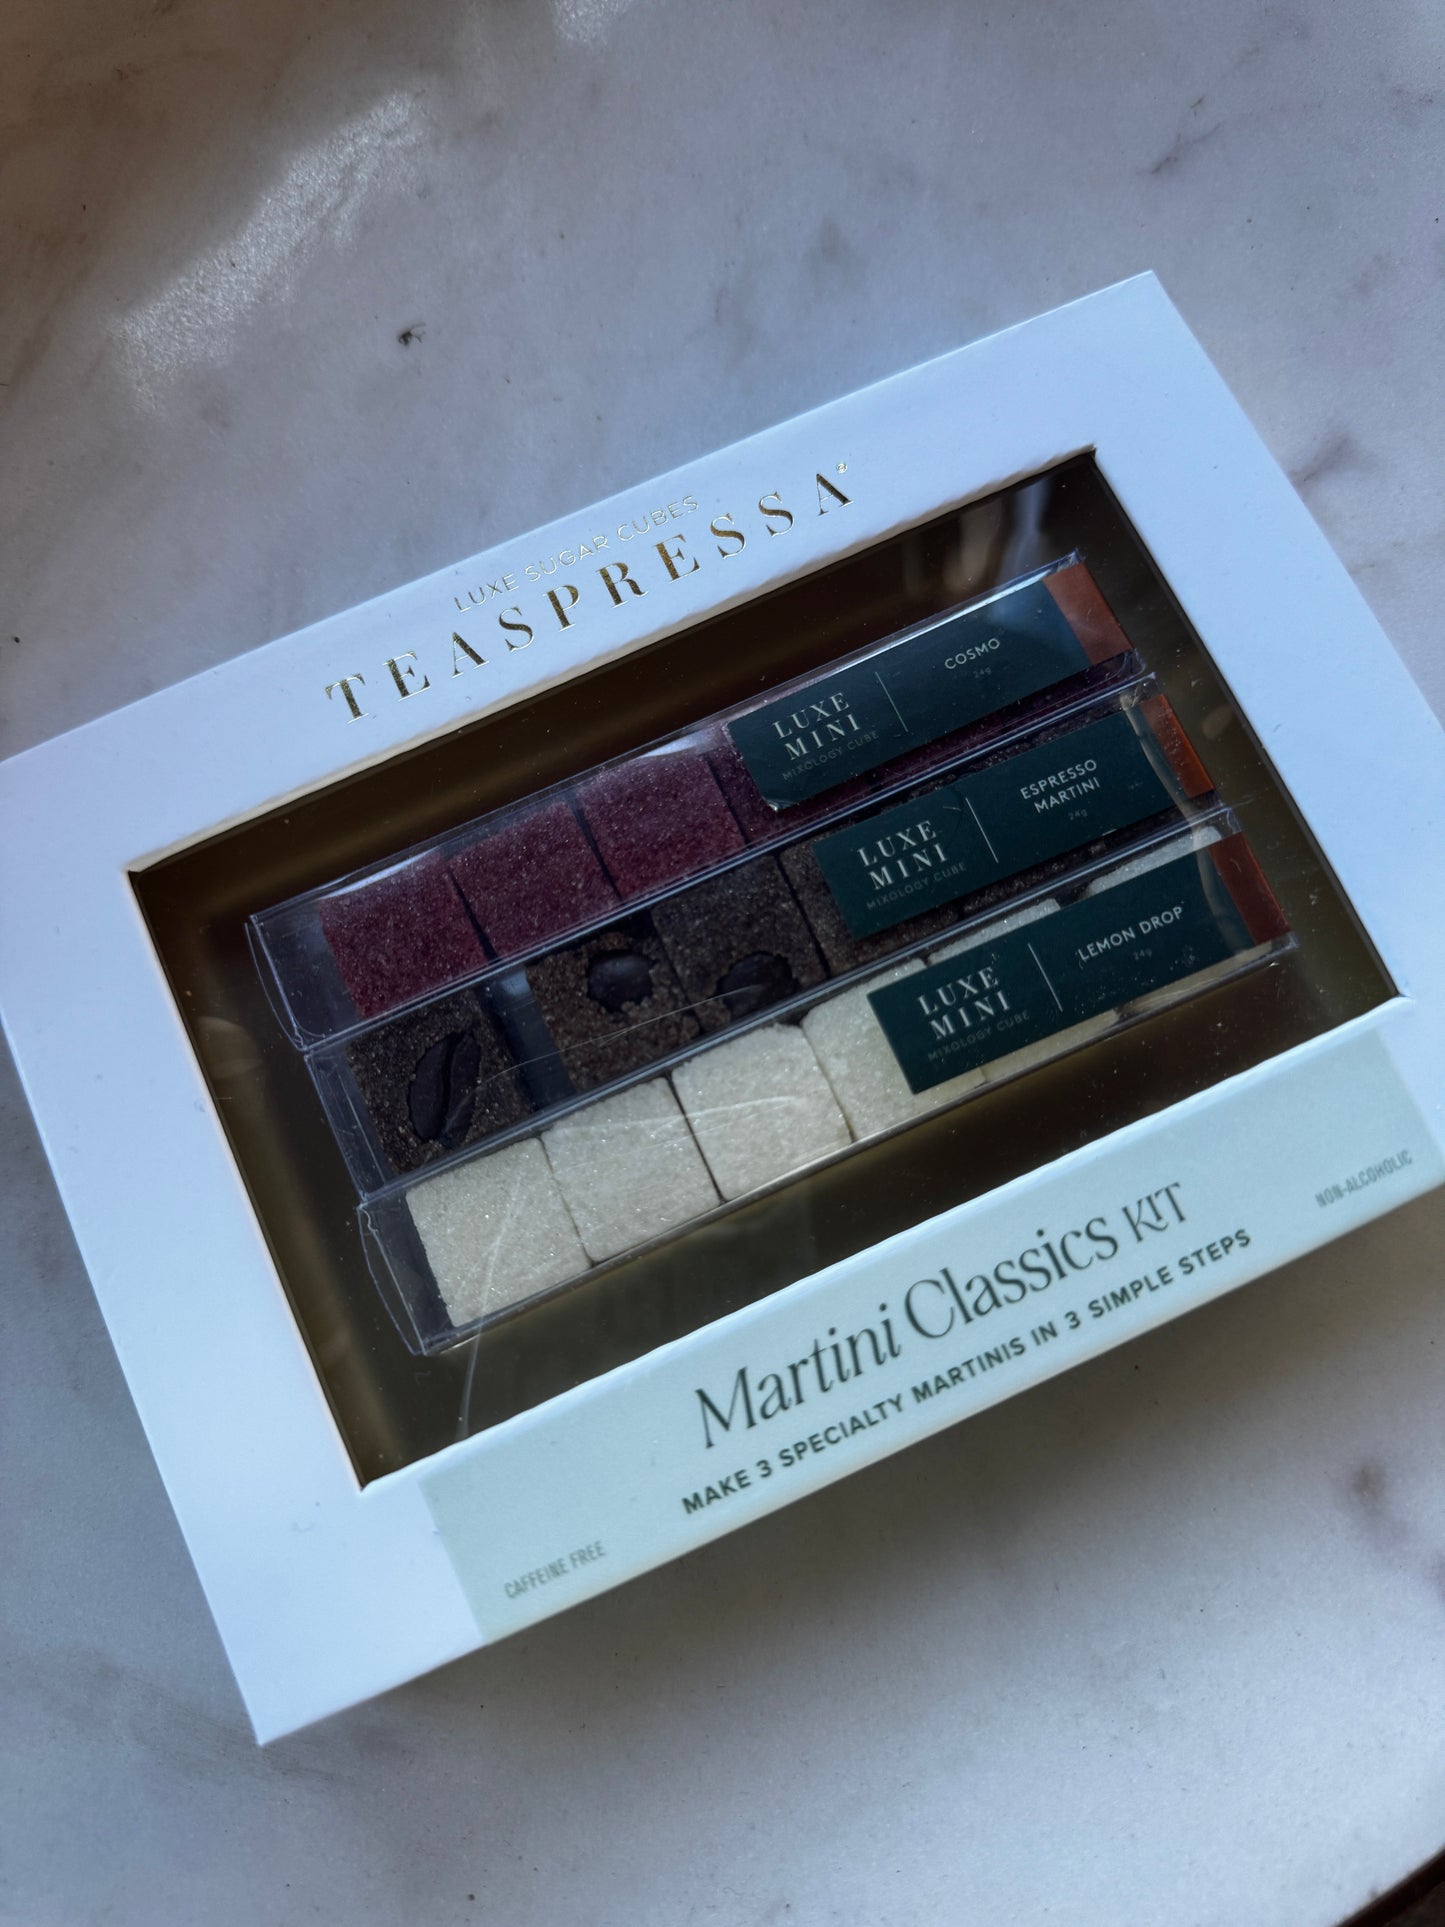 LUXE SUGAR CUBES
TEASPRESSA®
LUXE
MINI
MIXOLOGY CUBE
COSMO
24g
LUXE
MINI
MIXOLOGY CUBE
ESPRESSO
MARTINI
24g
LUXE
MINI
MIXOLOGY CUBE
LEMON DROP
24g
Martini Classics KIT
MAKE 3 SPECIALTY MARTINIS IN 3 SIMPLE STEPS
CAFFEINE FREE
NON-ALCOHOLIC